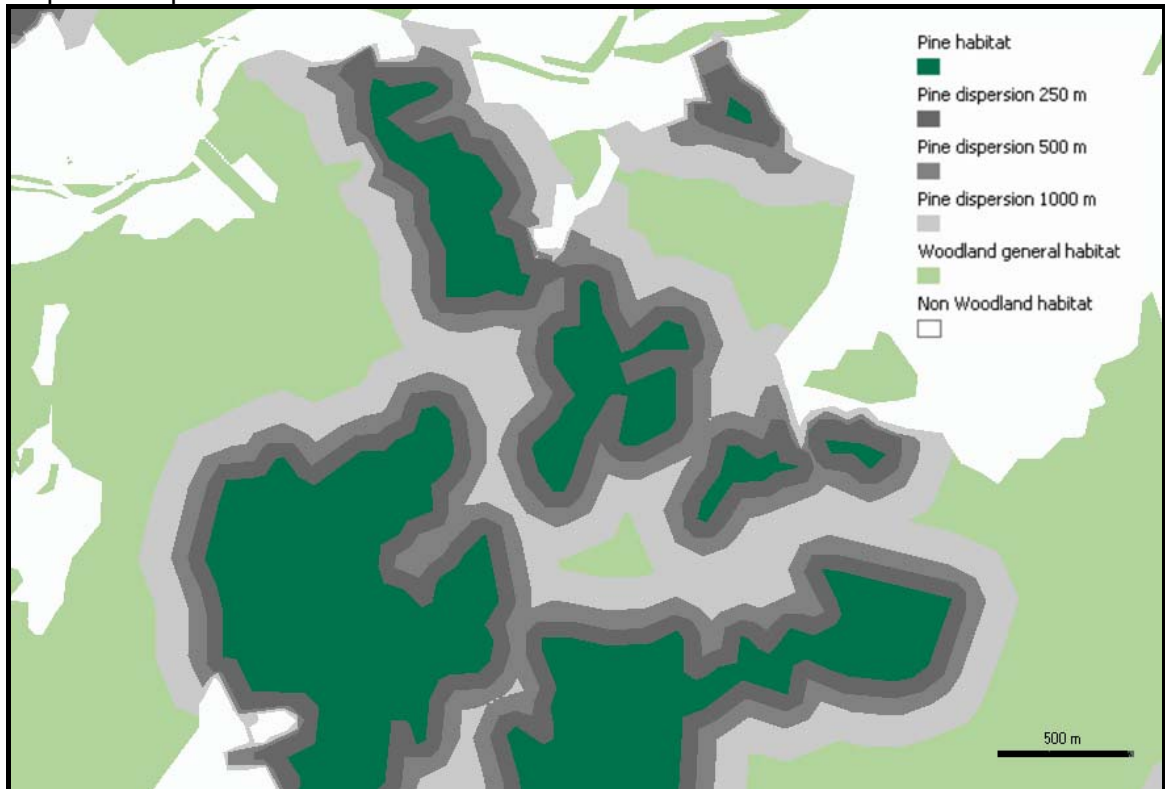 Pine habitat
Pine dispersion 250 m
Pine dispersion 500 m
Pine dispersion 1000 m
Woodland general habitat
Non Woodland habitat
500 m